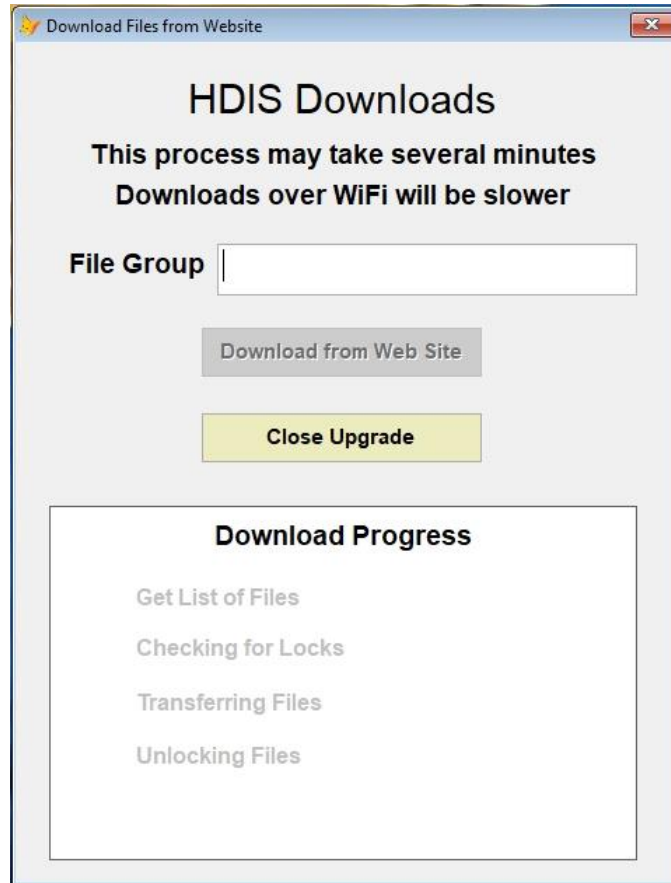 Download Files from Website
HDIS Downloads
This process may take several minutes
Downloads over WiFi will be slower
File Group
Download from Web Site
Close Upgrade
Download Progress
Get List of Files
Checking for Locks
Transferring Files
Unlocking Files